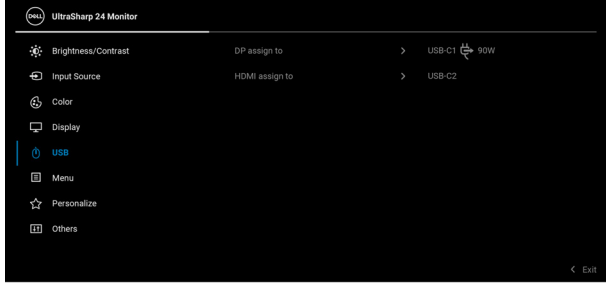 DELL UltraSharp 24 Monitor
Brightness/Contrast DP assign to > USB-C1 90W
Input Source HDMI assign to > USB-C2
Color
Display
USB
Menu
Personalize
Others
< Exit